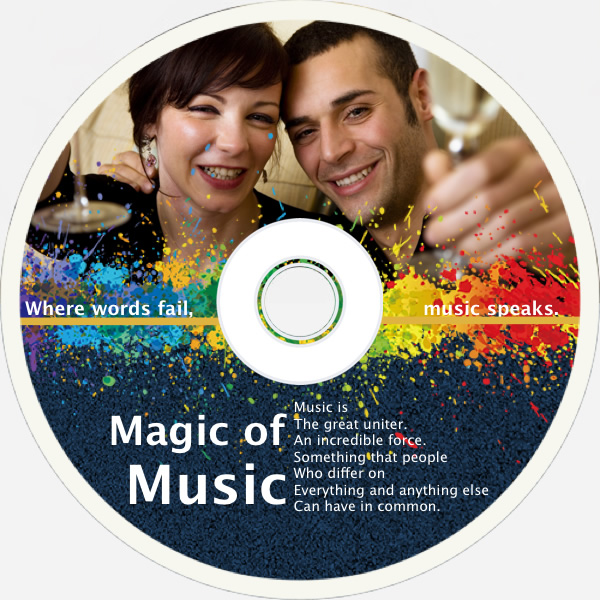 Where words fail,
music speaks.
Magic of
Music
Music is
The great uniter.
An incredible force.
Something that people
Who differ on
Everything and anything else
Can have in common.